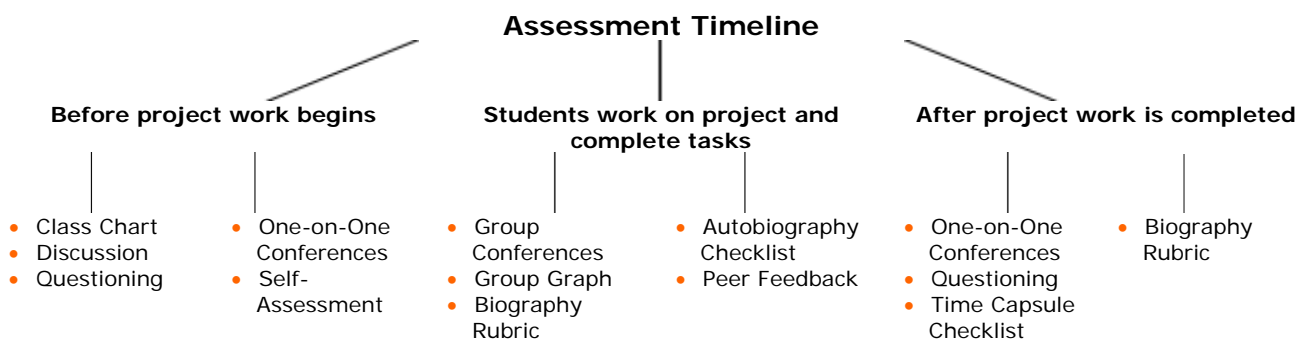 Assessment Timeline
Before project work begins
Students work on project and
complete tasks
After project work is completed
• Class Chart
• Discussion
• Questioning
• One-on-One
Conferences
• Self-
Assessment
• Group
Conferences
• Group Graph
• Biography
Rubric
• Autobiography
Checklist
• Peer Feedback
• One-on-One
Conferences
• Questioning
• Time Capsule
Checklist
• Biography
Rubric